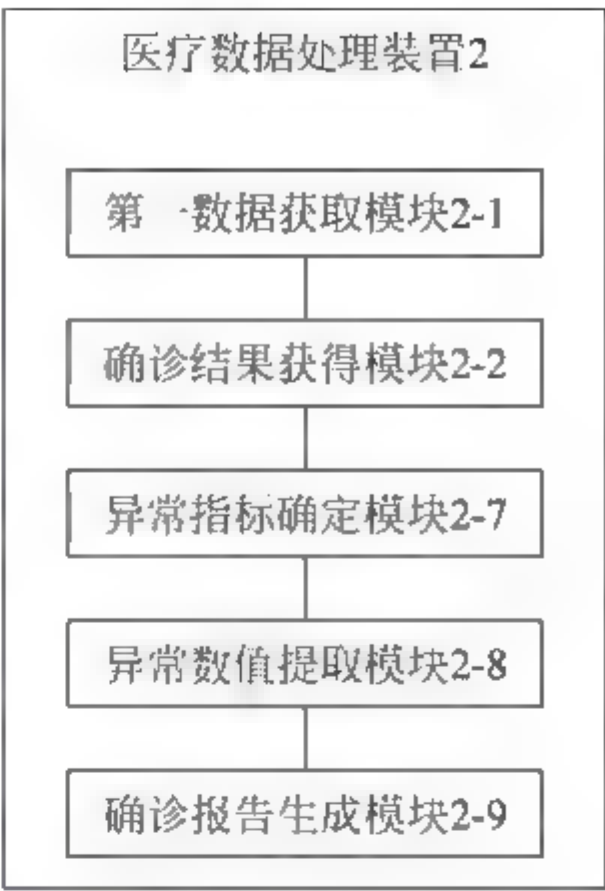 医疗数据处理装置2
第一数据获取模块2-1
确诊结果获得模块2-2
异常指标确定模块2-7
异常数值提取模块2-8
确诊报告生成模块2-9